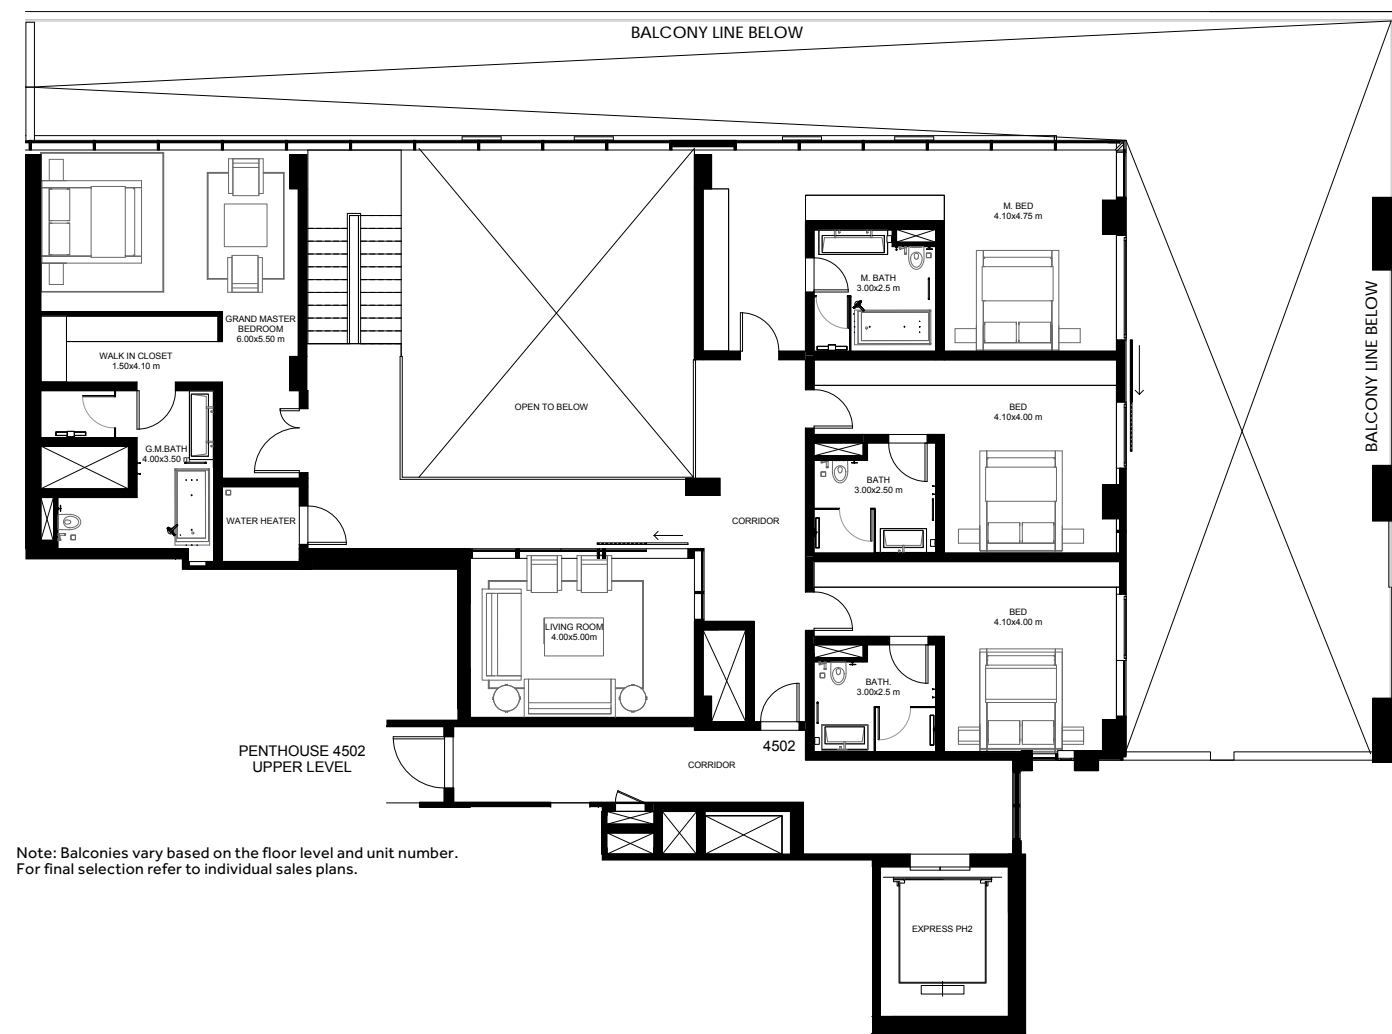 BALCONY LINE BELOW
M. BED
4.10x4.75 m
M. BATH
3.00x2.5 m
GRAND MASTER
BEDROOM
6.00x5.50 m
WALK IN CLOSET
1.50x4.10 m
BALCONY LINE BELOW
OPEN TO BELOW
BED
4.10x4.00 m
G.M.BATH
4.00x3.50 m
BATH
3.00x2.50 m
WATER HEATER
CORRIDOR
LIVING ROOM
4.00x5.00m
BED
4.10x4.00 m
BATH.
3.00x2.5 m
4502
PENTHOUSE 4502
UPPER LEVEL
CORRIDOR
Note: Balconies vary based on the floor level and unit number.
For final selection refer to individual sales plans.
EXPRESS PH2